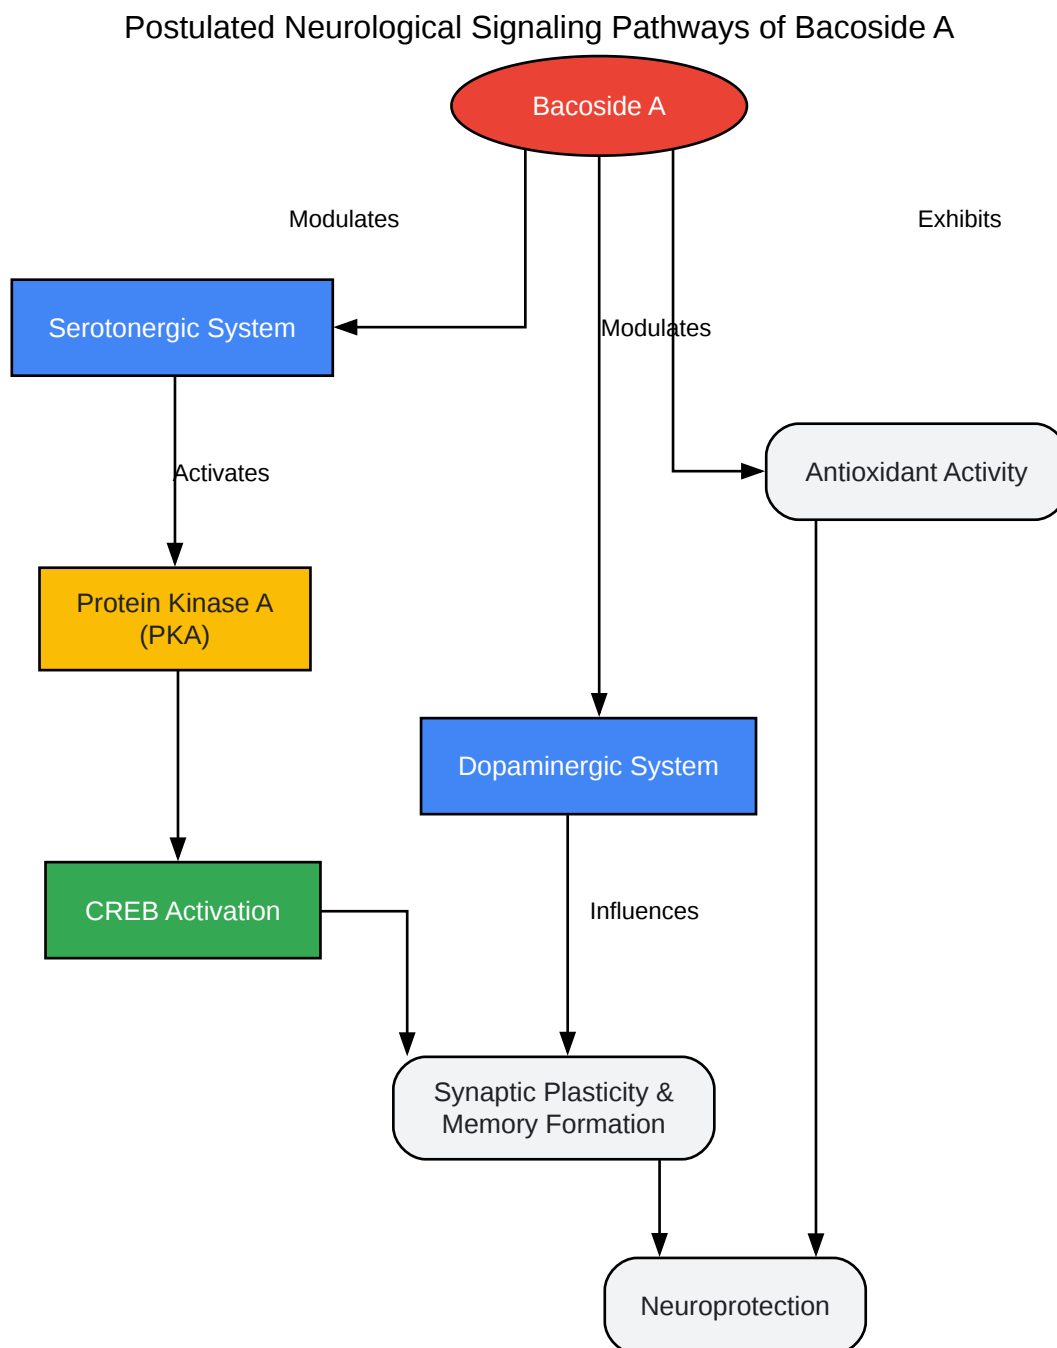 Postulated Neurological Signaling Pathways of Bacoside A
Bacoside A
Modulates
Exhibits
Serotonergic System
Modulates
Activates
Antioxidant Activity
Protein Kinase A
(PKA)
Dopaminergic System
CREB Activation
Influences
Synaptic Plasticity &
Memory Formation
Neuroprotection